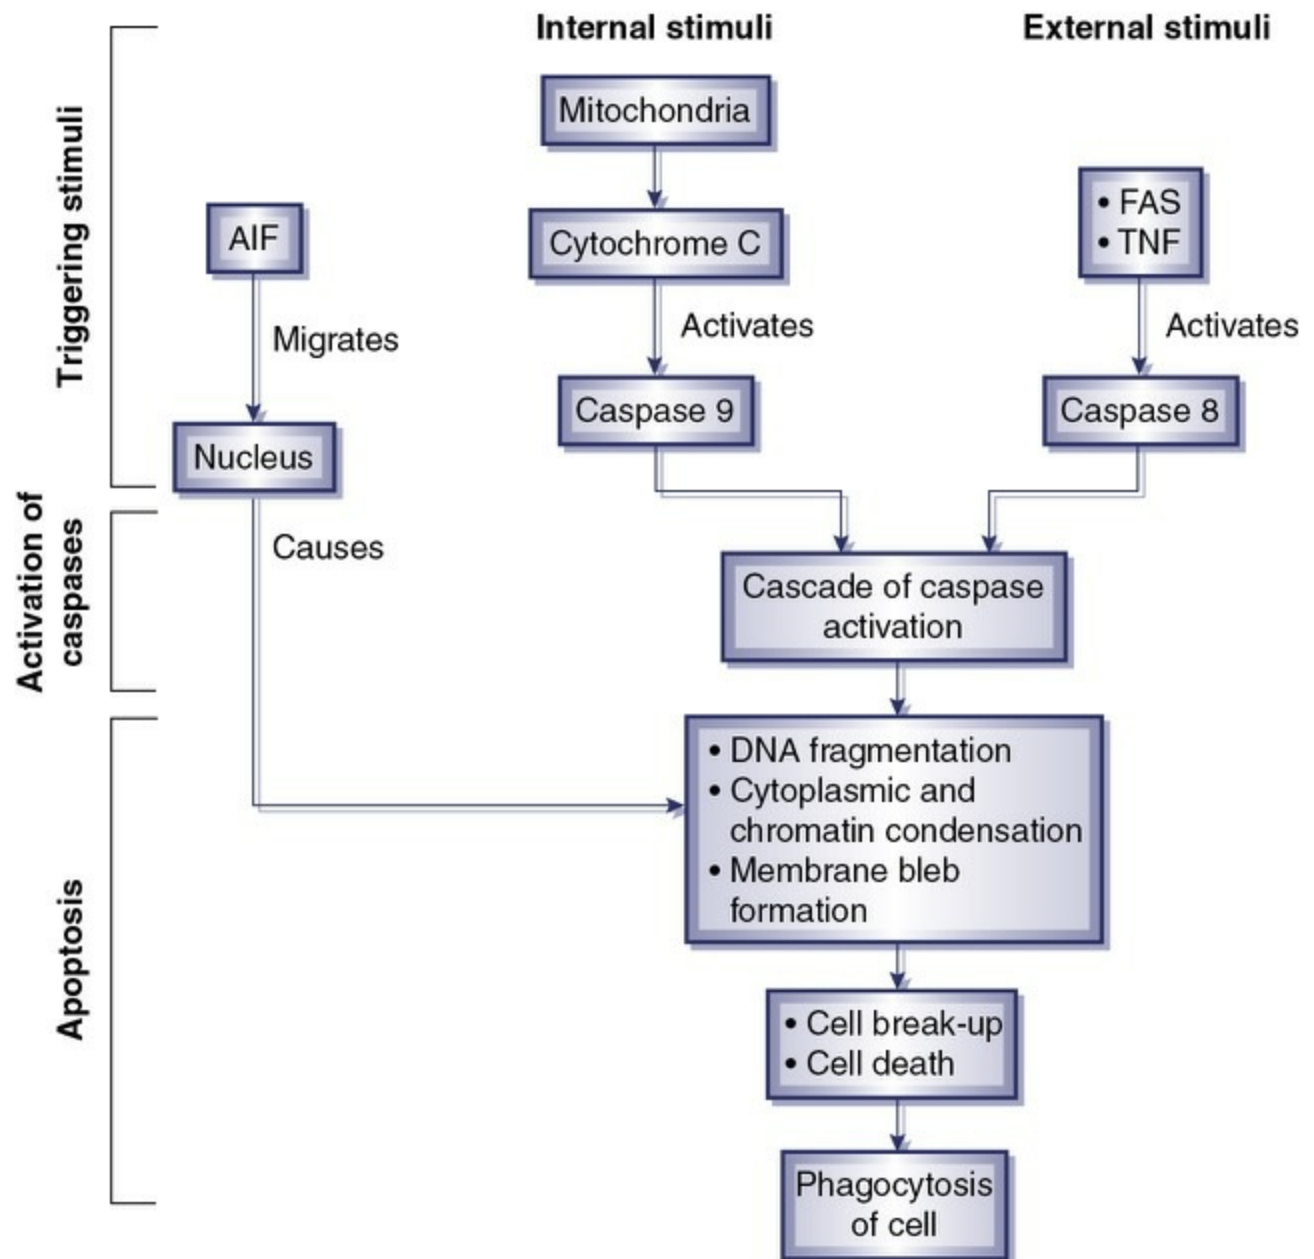 Internal stimuli
External stimuli
Triggering stimuli
Mitochondria
Cytochrome C
Activates
Caspase 9
• FAS
• TNF
Activates
Caspase 8
AIF
Migrates
Nucleus
Causes
Activation of
caspases
Cascade of caspase
activation
Apoptosis
• DNA fragmentation
• Cytoplasmic and
chromatin condensation
• Membrane bleb
formation
• Cell break-up
• Cell death
Phagocytosis
of cell